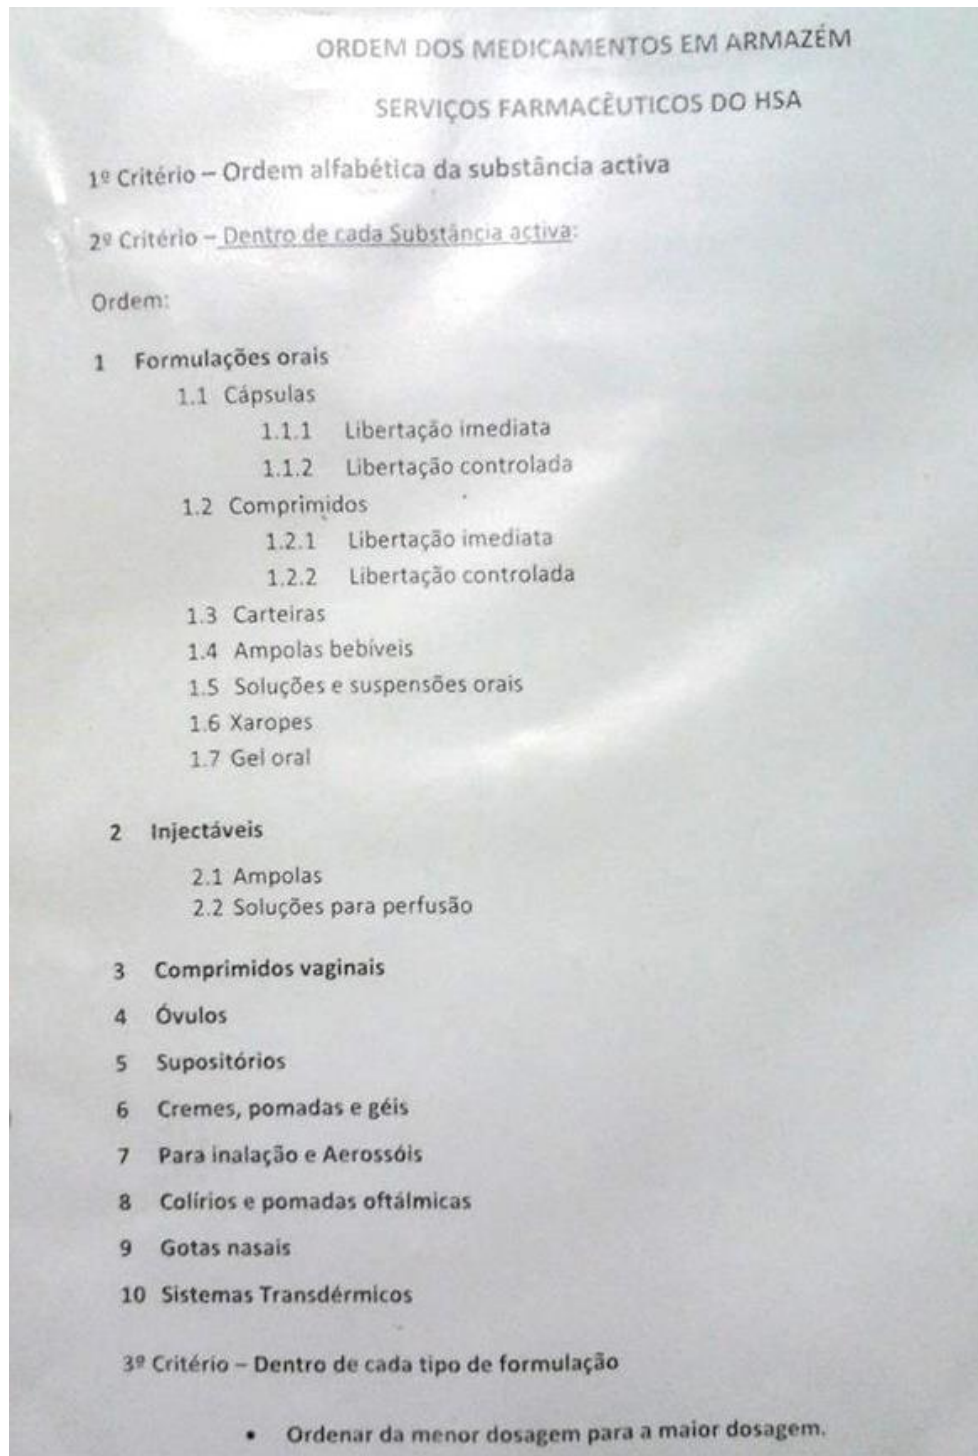 ORDEM DOS MEDICAMENTOS EM ARMAZÉM
SERVIÇOS FARMACÊUTICOS DO HSA
1º Critério – Ordem alfabética da substância activa
2º Critério – Dentro de cada Substância activa:
Ordem:
1 Formulações orais
1.1 Cápsulas
1.1.1 Libertação imediata
1.1.2 Libertação controlada
1.2 Comprimidos
1.2.1 Libertação imediata
1.2.2 Libertação controlada
1.3 Carteiras
1.4 Ampolas bebíveis
1.5 Soluções e suspensões orais
1.6 Xaropes
1.7 Gel oral
2 Injectáveis
2.1 Ampolas
2.2 Soluções para perfusão
3 Comprimidos vaginais
4 Óvulos
5 Supositórios
6 Cremes, pomadas e géis
7 Para inalação e Aerossóis
8 Colírios e pomadas oftálmicas
9 Gotas nasais
10 Sistemas Transdérmicos
3º Critério – Dentro de cada tipo de formulação
• Ordenar da menor dosagem para a maior dosagem.